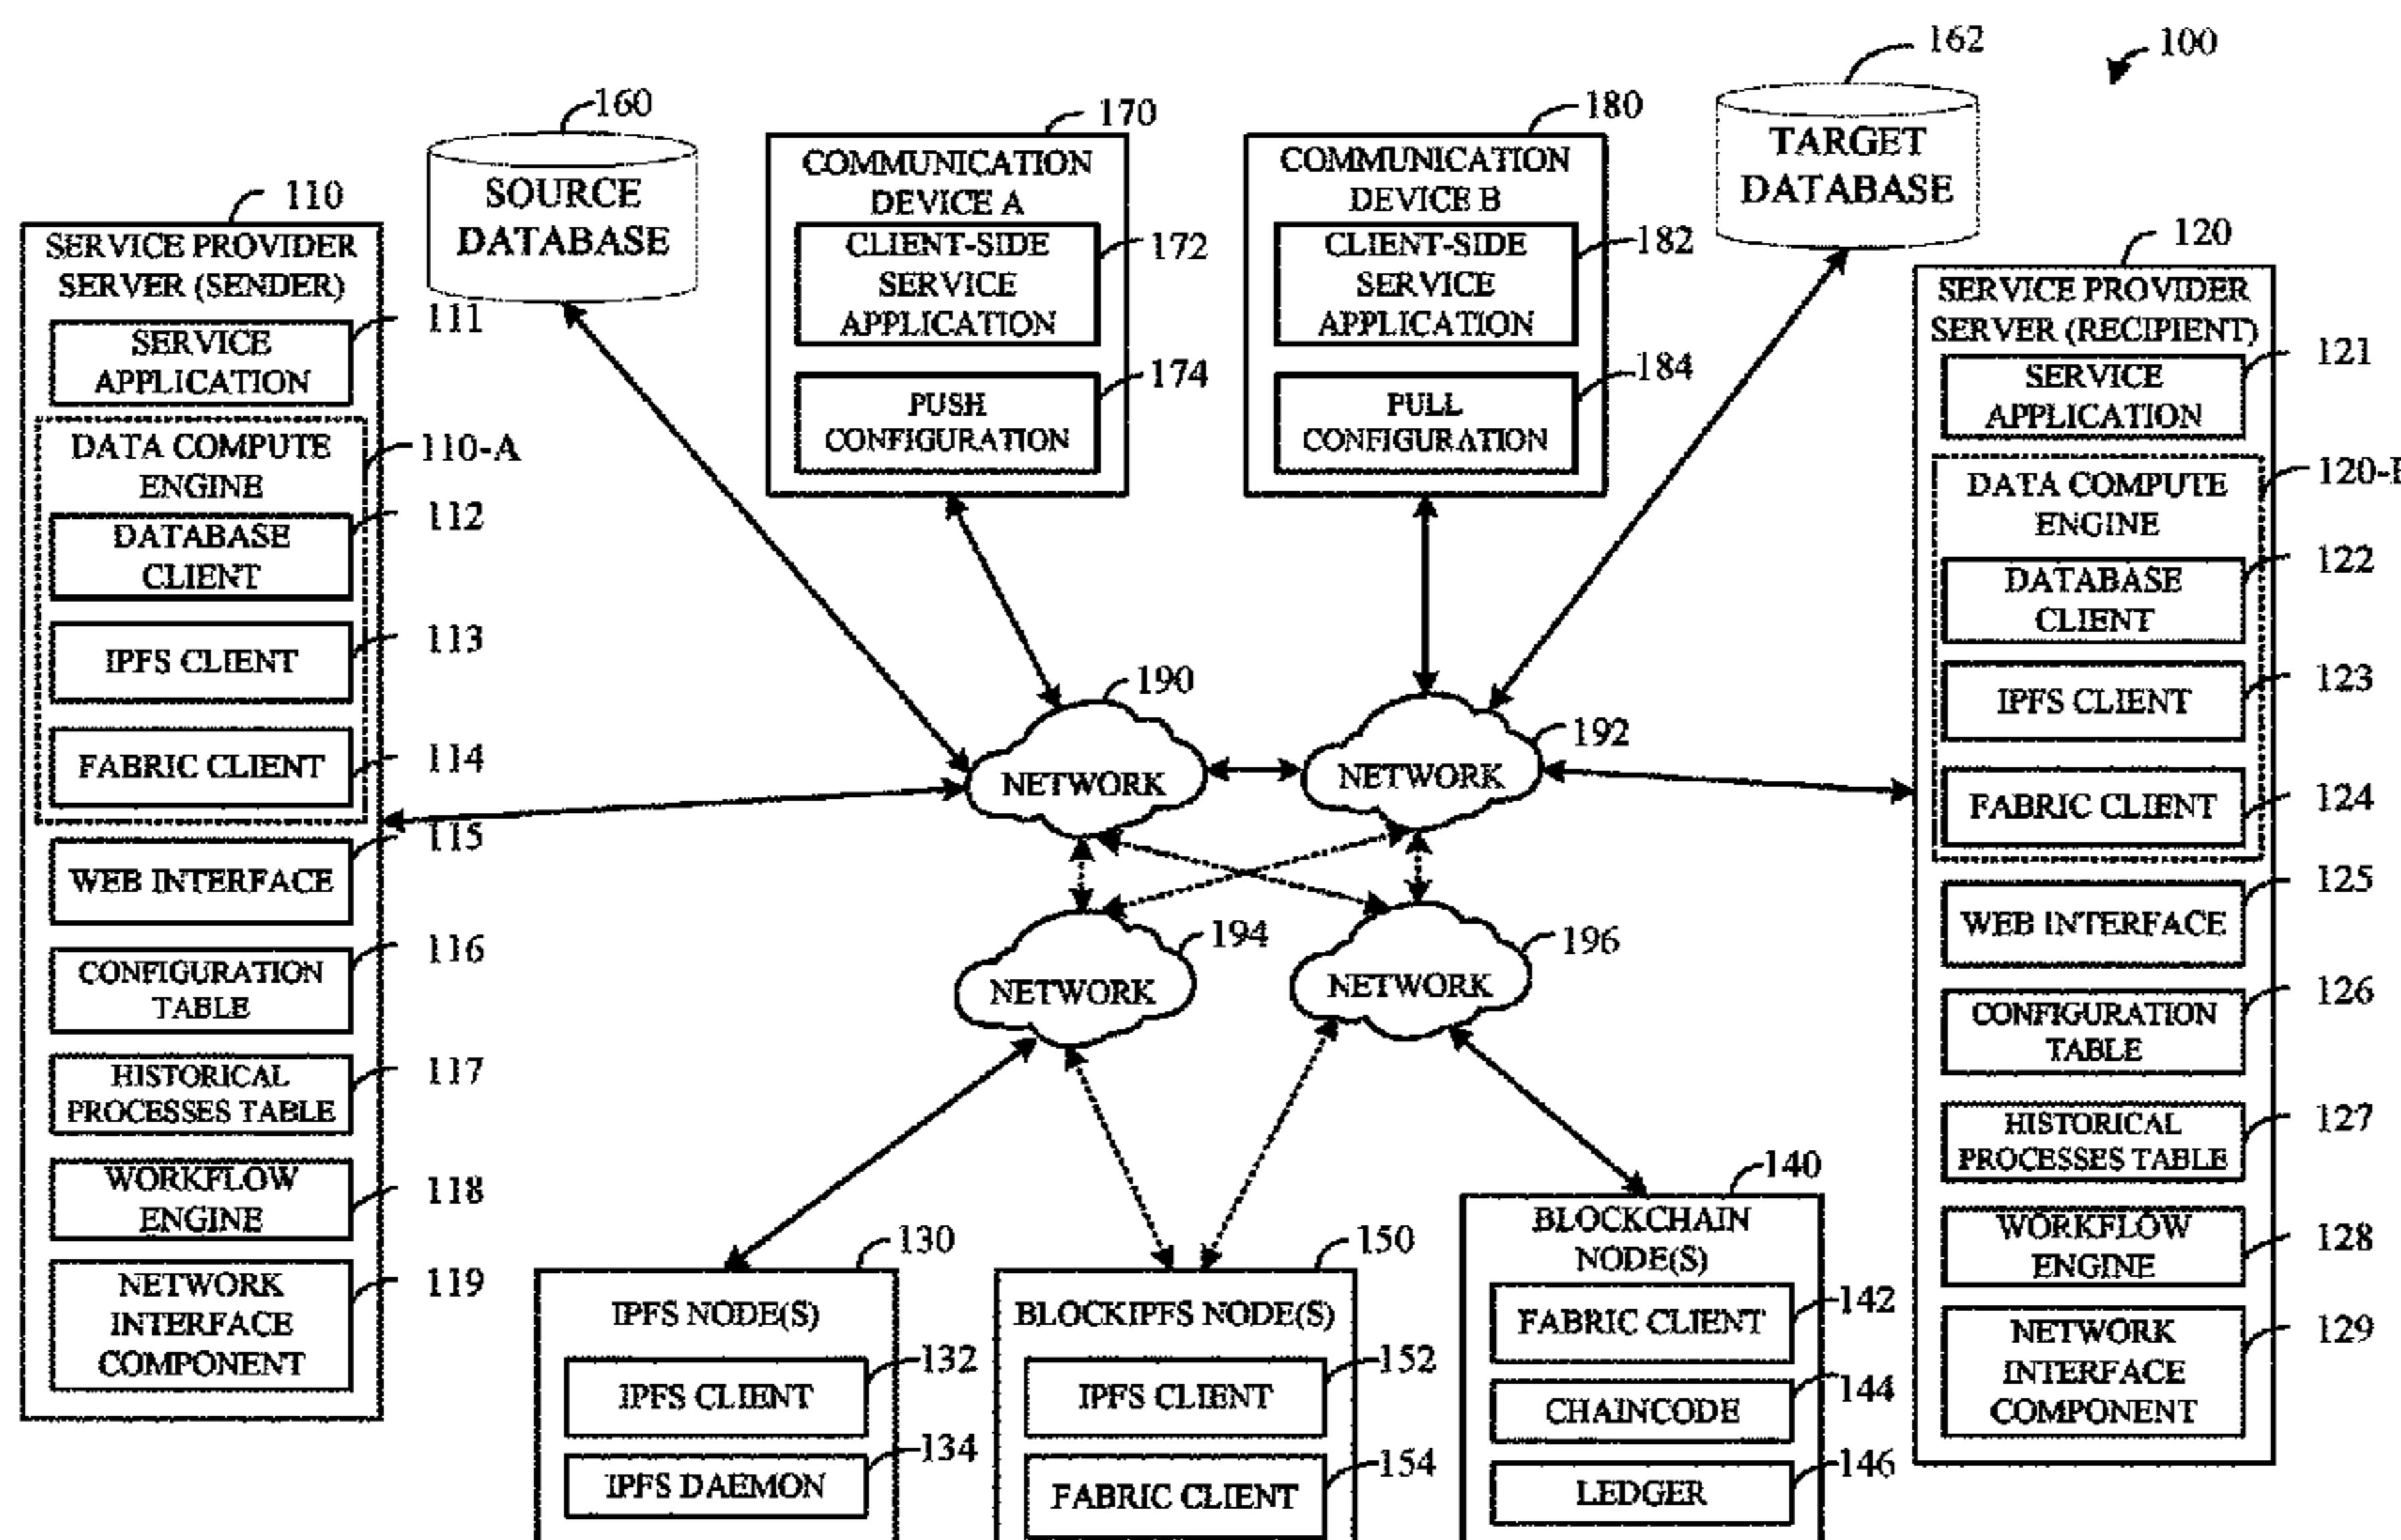 100
110
SERVICE PROVIDER
SERVER (SENDER)
SERVICE
APPLICATION
111
DATA COMPUTE
ENGINE
110-A
DATABASE
CLIENT
112
IPFS CLIENT
113
FABRIC CLIENT
114
WEB INTERFACE
115
CONFIGURATION
TABLE
116
HISTORICAL
PROCESSES TABLE
117
WORKFLOW
ENGINE
118
NETWORK
INTERFACE
COMPONENT
119
160
SOURCE
DATABASE
170
COMMUNICATION
DEVICE A
CLIENT-SIDE
SERVICE
APPLICATION
172
PUSH
CONFIGURATION
174
180
COMMUNICATION
DEVICE B
CLIENT-SIDE
SERVICE
APPLICATION
182
PULL
CONFIGURATION
184
162
TARGET
DATABASE
190
NETWORK
192
NETWORK
194
NETWORK
196
NETWORK
130
IPFS NODE(S)
IPFS CLIENT
132
IPFS DAEMON
134
150
BLOCKIPFS NODE(S)
IPFS CLIENT
152
FABRIC CLIENT
154
140
BLOCKCHAIN
NODE(S)
FABRIC CLIENT
142
CHAINCODE
144
LEDGER
146
120
SERVICE PROVIDER
SERVER (RECIPIENT)
SERVICE
APPLICATION
121
DATA COMPUTE
ENGINE
DATABASE
CLIENT
122
IPFS CLIENT
123
FABRIC CLIENT
124
WEB INTERFACE
125
CONFIGURATION
TABLE
126
HISTORICAL
PROCESSES TABLE
127
WORKFLOW
ENGINE
128
NETWORK
INTERFACE
COMPONENT
129